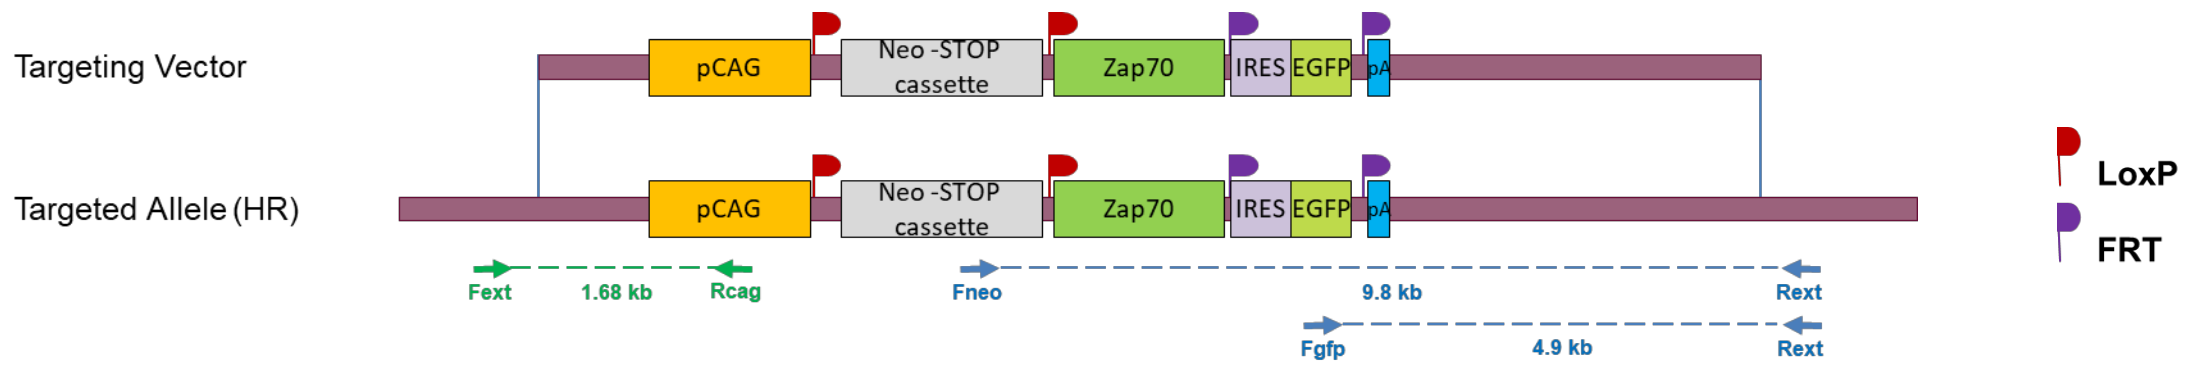 Targeting Vector
pCAG
Neo -STOP
cassette
Zap70
IRES
EGFP
pA
Targeted Allele (HR)
pCAG
Neo -STOP
cassette
Zap70
IRES
EGFP
pA
LoxP
FRT
Fext
1.68 kb
Rcag
Fneo
9.8 kb
Rext
Fgfp
4.9 kb
Rext